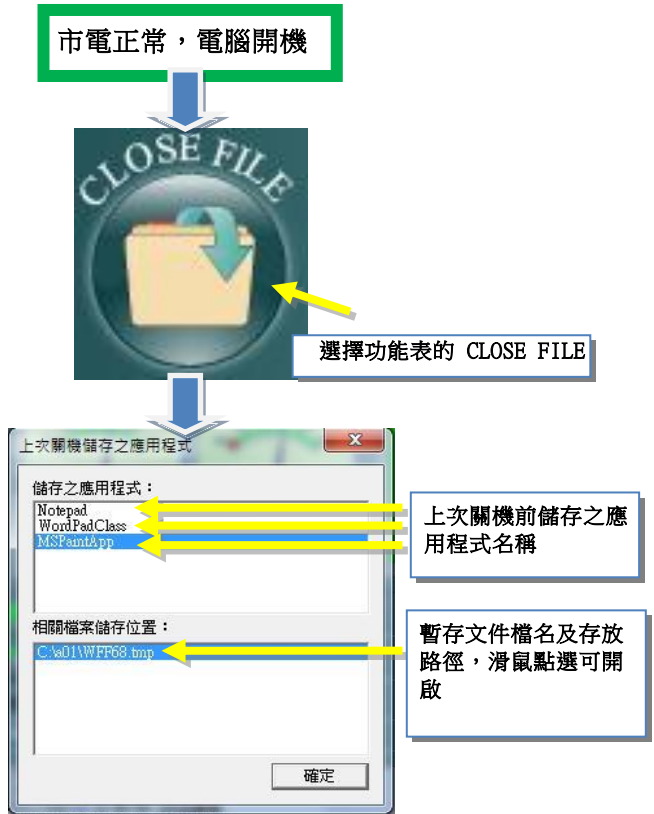 市電正常，電腦開機
CLOSE FILE
選擇功能表的 CLOSE FILE
上次關機儲存之應用程式
儲存之應用程式：
Notepad
WordPadClass
MSPaintApp
上次關機前儲存之應
用程式名稱
相關檔案儲存位置：
C:\a01\WFF68.tmp
暫存文件檔名及存放
路徑，滑鼠點選可開
啟
確定